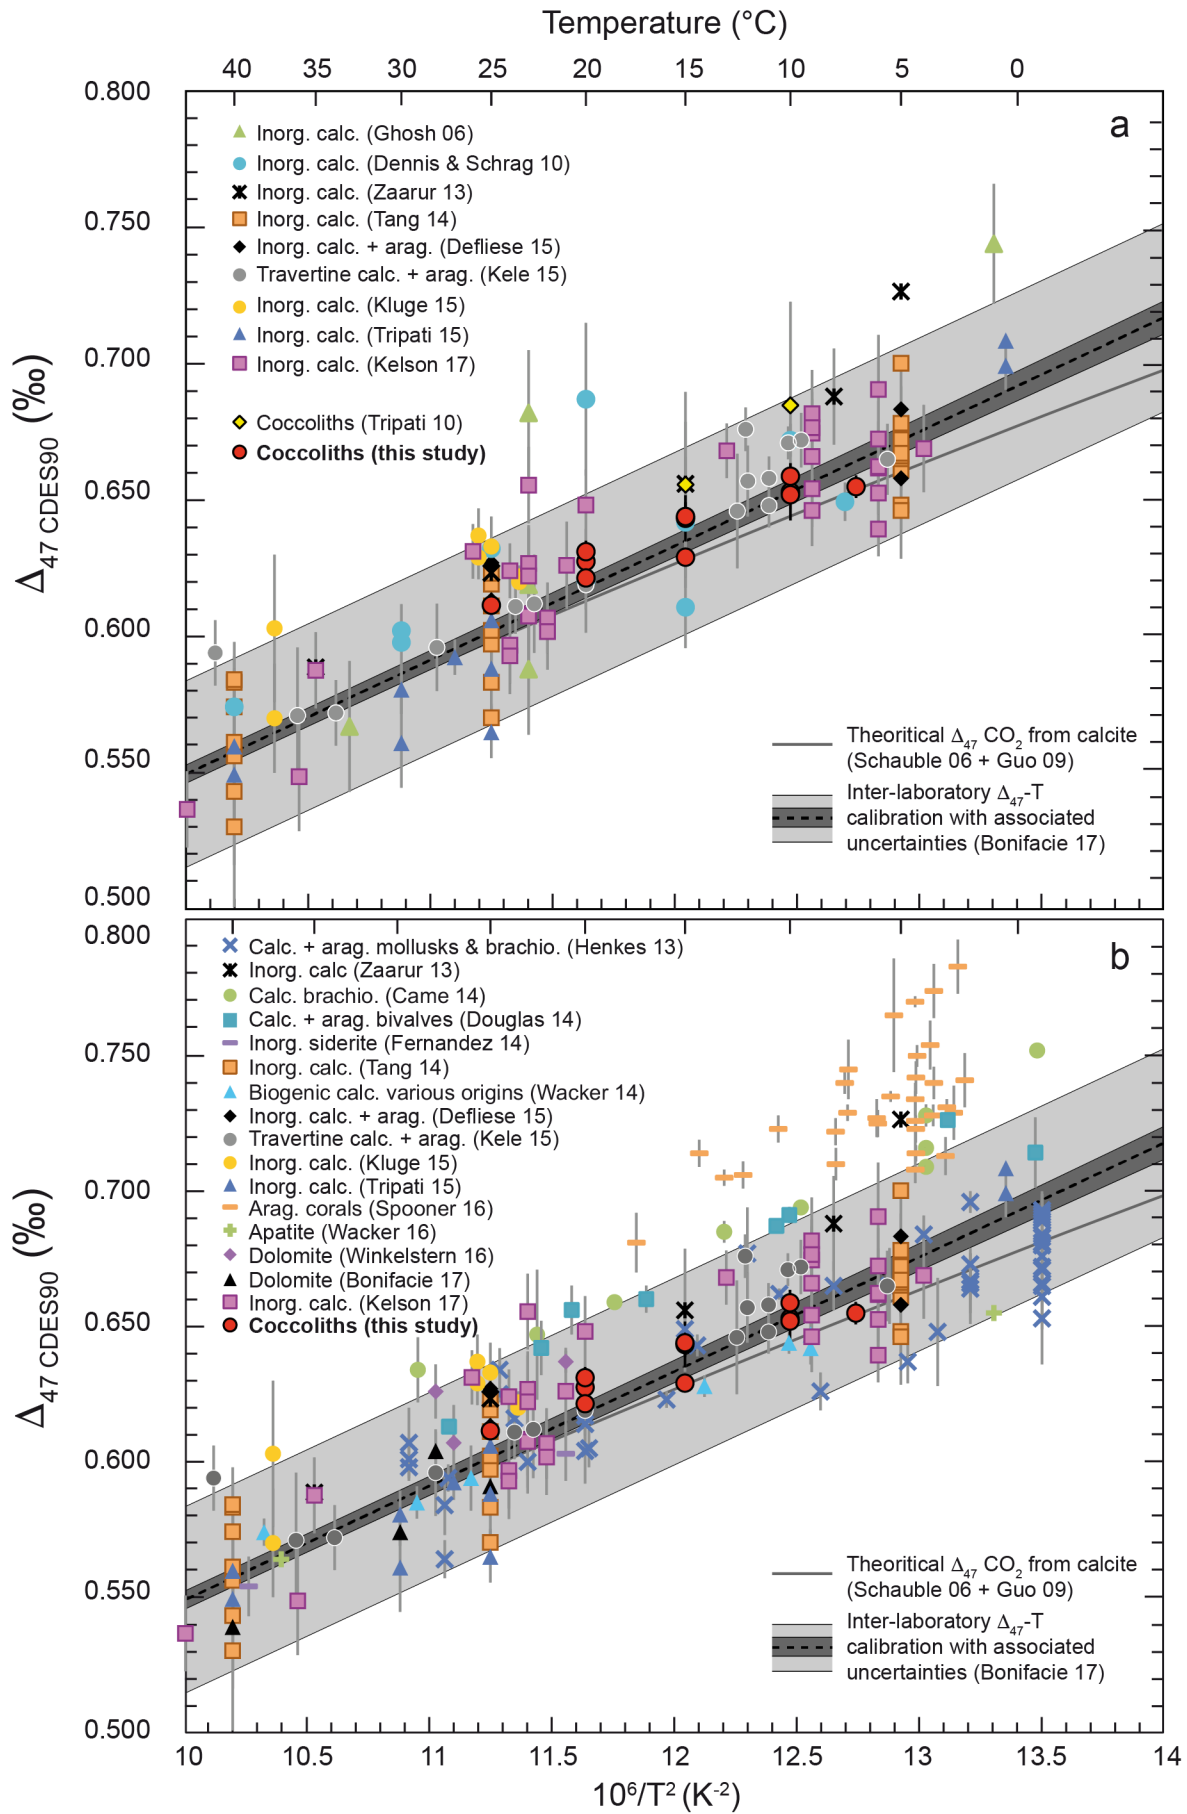 Temperature (°C)
40 35 30 25 20 15 10 5 0
0.800
a
Inorg. calc. (Ghosh 06)
Inorg. calc. (Dennis & Schrag 10)
Inorg. calc. (Zaarur 13)
Inorg. calc. (Tang 14)
Inorg. calc. + arag. (Defliese 15)
Travertine calc. + arag. (Kele 15)
Inorg. calc. (Kluge 15)
Inorg. calc. (Tripati 15)
Inorg. calc. (Kelson 17)
Coccoliths (Tripati 10)
Coccoliths (this study)
0.750
0.700
0.650
0.600
0.550
0.500
Δ47 CDES90 (‰)
Theoritical Δ47 CO2 from calcite
(Schauble 06 + Guo 09)
Inter-laboratory Δ47-T
calibration with associated
uncertainties (Bonifacie 17)
0.800
b
Calc. + arag. mollusks & brachio. (Henkes 13)
Inorg. calc (Zaarur 13)
Calc. brachio. (Came 14)
Calc. + arag. bivalves (Douglas 14)
Inorg. siderite (Fernandez 14)
Inorg. calc. (Tang 14)
Biogenic calc. various origins (Wacker 14)
Inorg. calc. + arag. (Defliese 15)
Travertine calc. + arag. (Kele 15)
Inorg. calc. (Kluge 15)
Inorg. calc. (Tripati 15)
Arag. corals (Spooner 16)
Apatite (Wacker 16)
Dolomite (Winkelstern 16)
Dolomite (Bonifacie 17)
Inorg. calc. (Kelson 17)
Coccoliths (this study)
0.750
0.700
0.650
0.600
0.550
0.500
Δ47 CDES90 (‰)
Theoritical Δ47 CO2 from calcite
(Schauble 06 + Guo 09)
Inter-laboratory Δ47-T
calibration with associated
uncertainties (Bonifacie 17)
10 10.5 11 11.5 12 12.5 13 13.5 14
10⁶/T² (K⁻²)